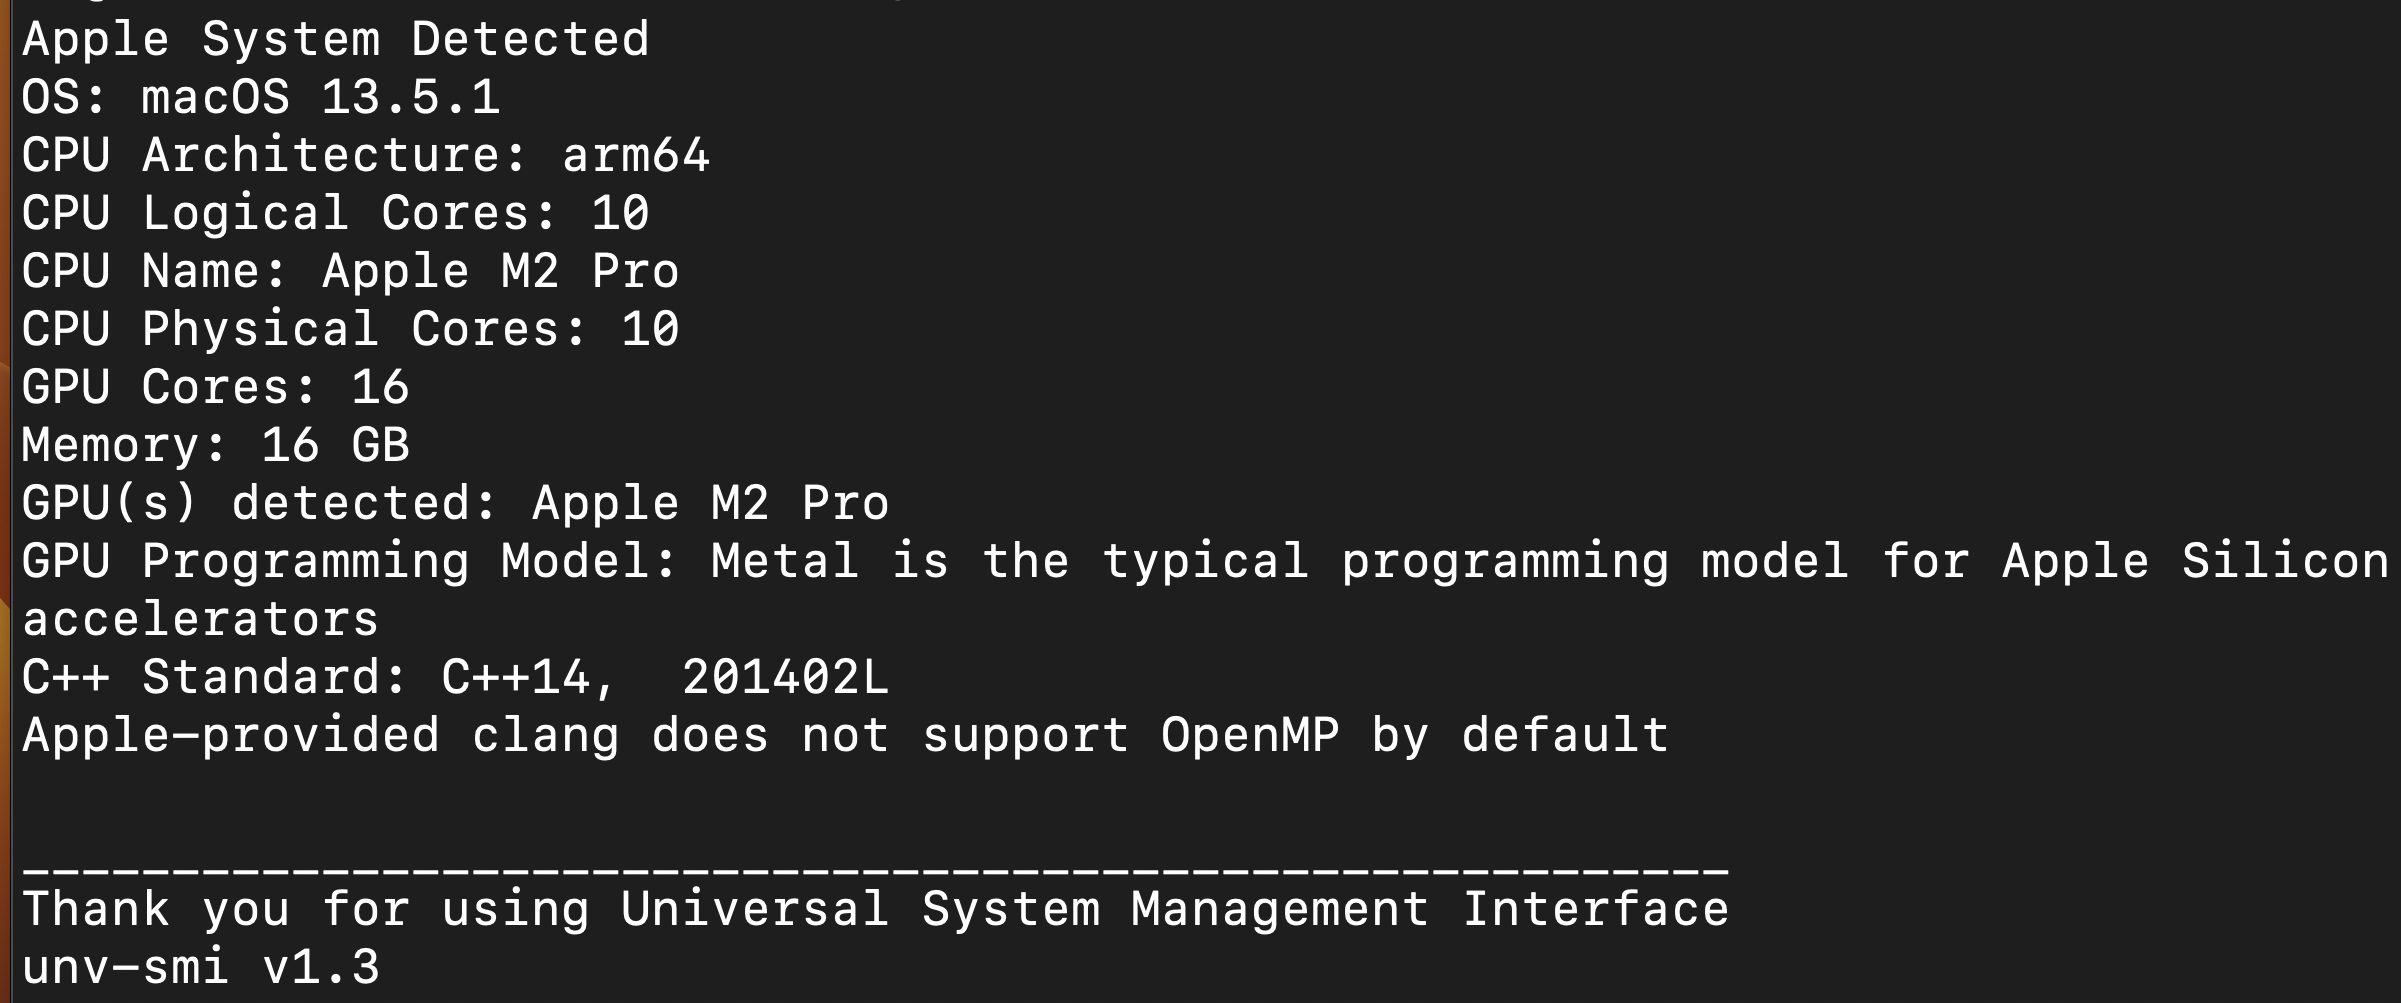 Apple System Detected
OS: macOS 13.5.1
CPU Architecture: arm64
CPU Logical Cores: 10
CPU Name: Apple M2 Pro
CPU Physical Cores: 10
GPU Cores: 16
Memory: 16 GB
GPU(s) detected: Apple M2 Pro
GPU Programming Model: Metal is the typical programming model for Apple Silicon
accelerators
C++ Standard: C++14,  201402L
Apple-provided clang does not support OpenMP by default
_________________________________________________________
Thank you for using Universal System Management Interface
unv-smi v1.3